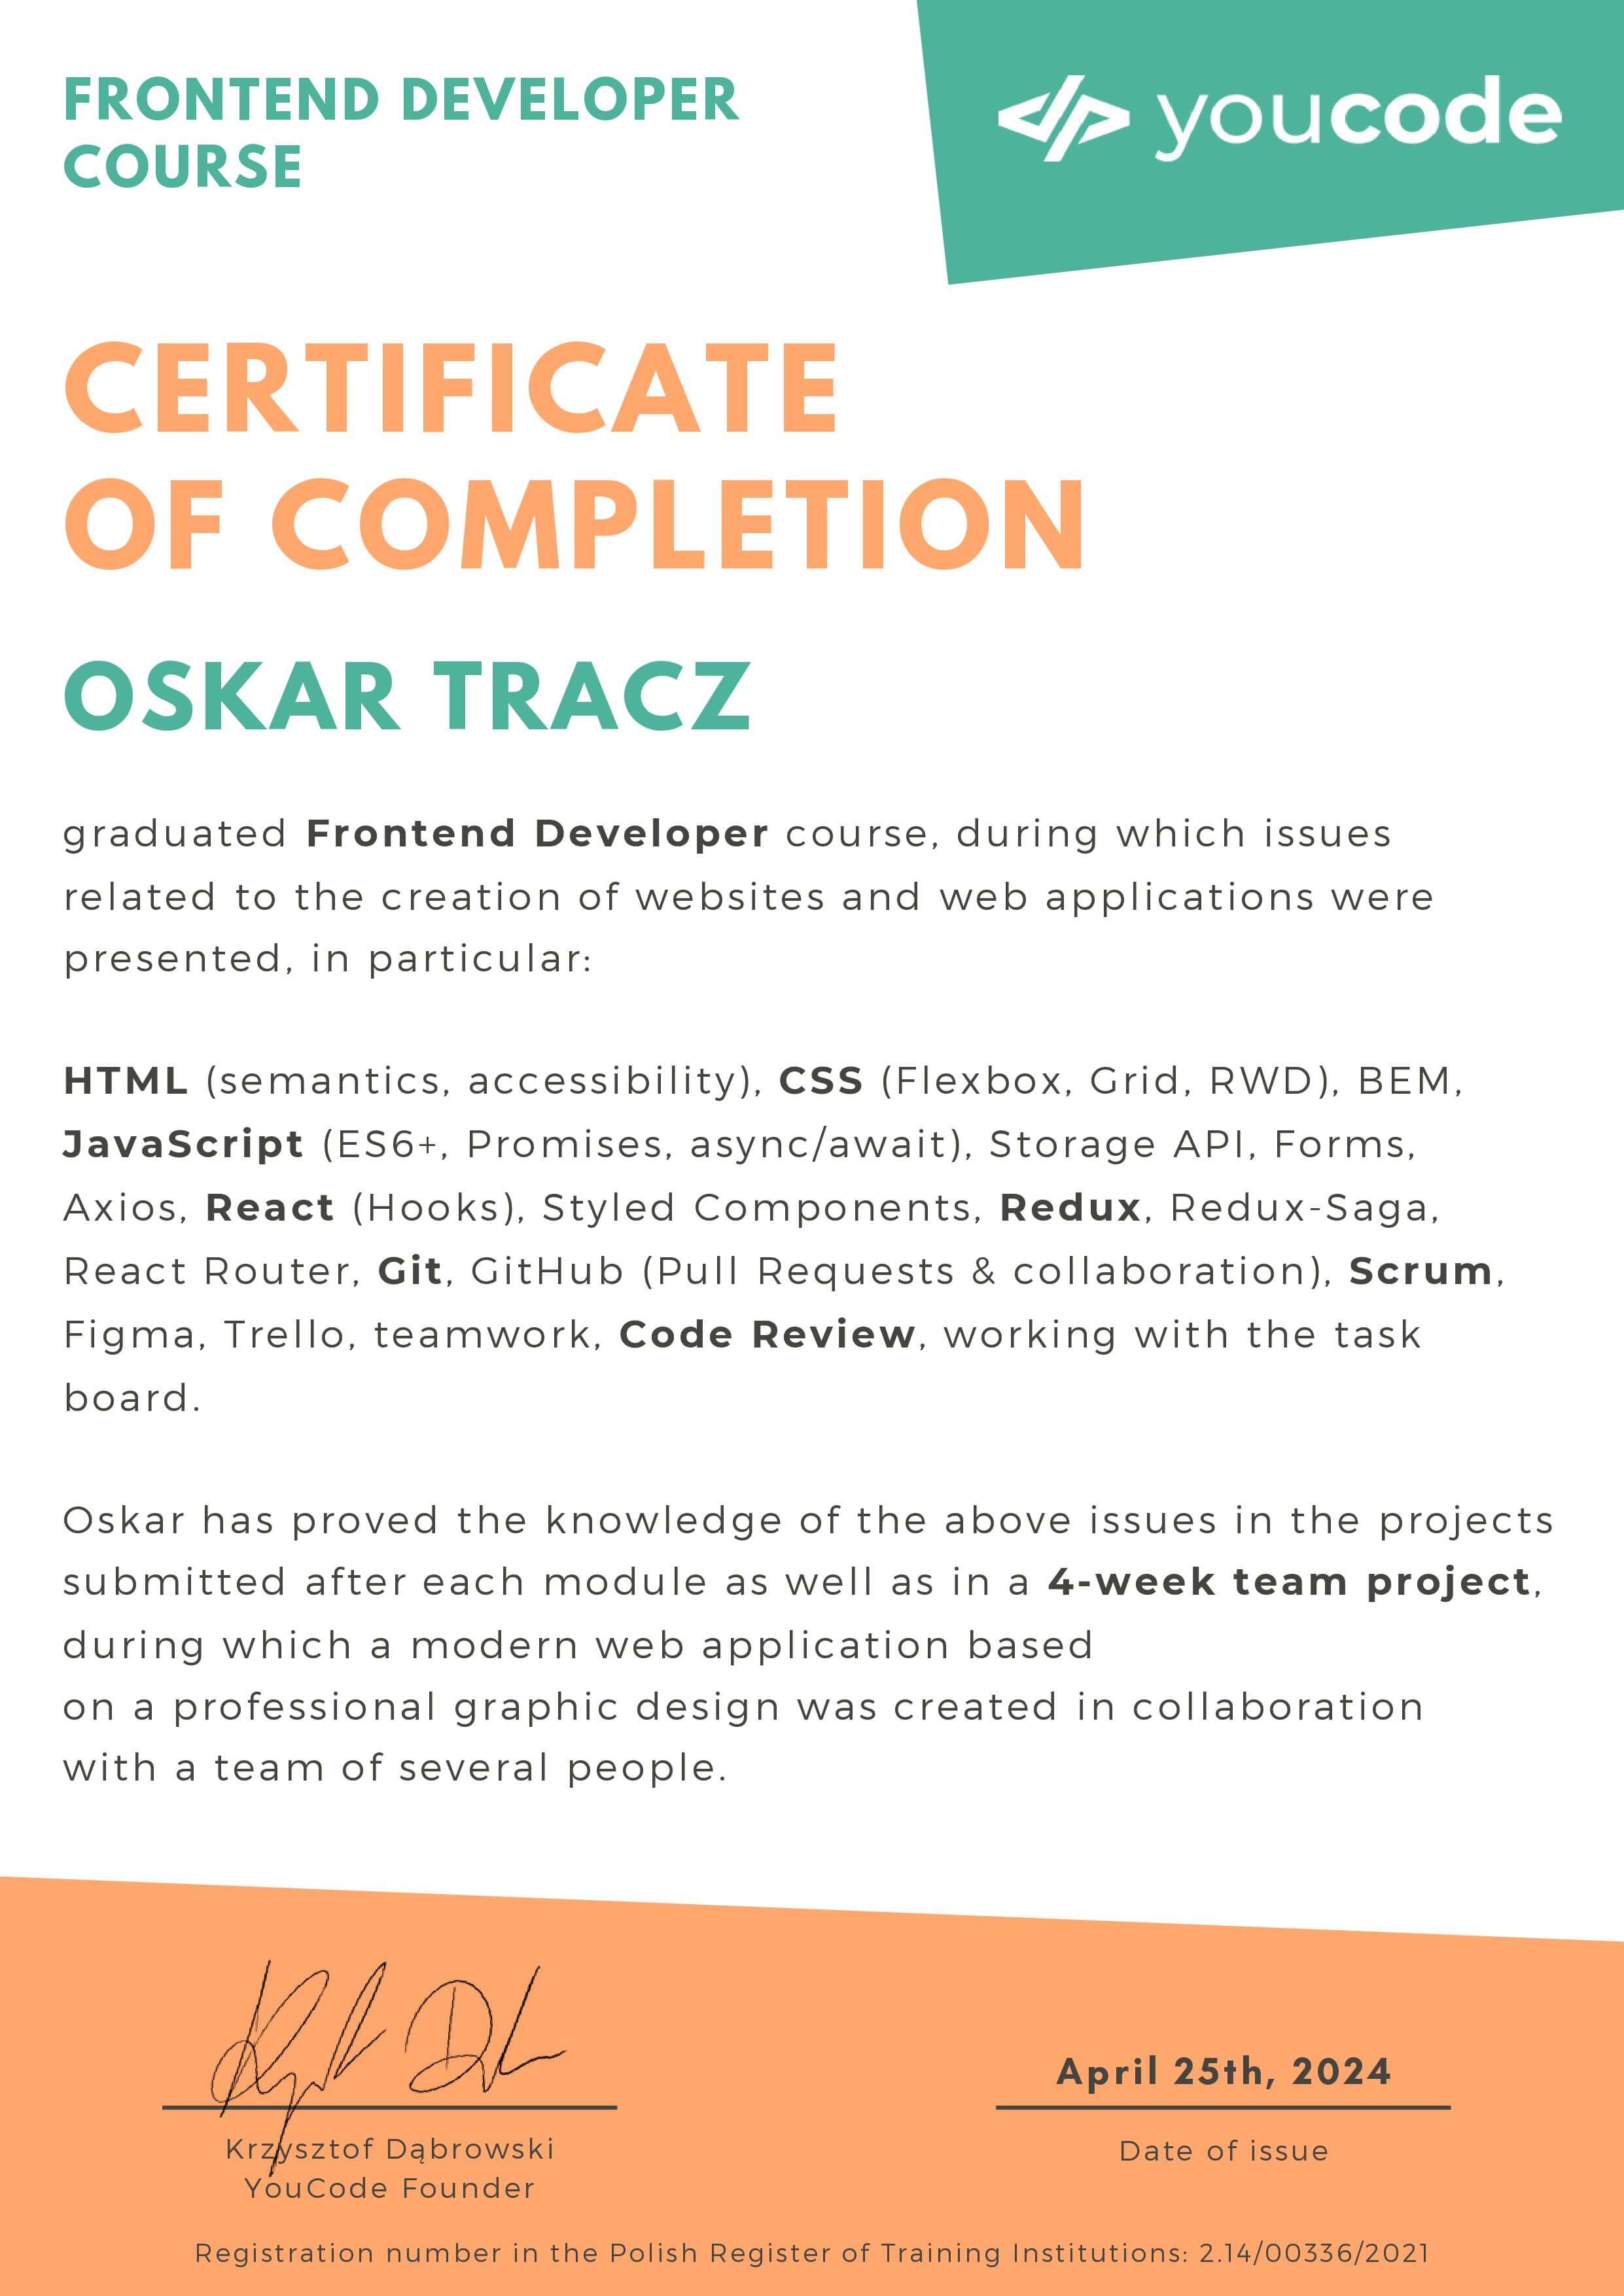 FRONTEND DEVELOPER
COURSE
youcode
CERTIFICATE
OF COMPLETION
OSKAR TRACZ
graduated Frontend Developer course, during which issues
related to the creation of websites and web applications were
presented, in particular:
HTML (semantics, accessibility), CSS (Flexbox, Grid, RWD), BEM,
JavaScript (ES6+, Promises, async/await), Storage API, Forms,
Axios, React (Hooks), Styled Components, Redux, Redux-Saga,
React Router, Git, GitHub (Pull Requests & collaboration), Scrum,
Figma, Trello, teamwork, Code Review, working with the task
board.
Oskar has proved the knowledge of the above issues in the projects
submitted after each module as well as in a 4-week team project,
during which a modern web application based
on a professional graphic design was created in collaboration
with a team of several people.
April 25th, 2024
Krzysztof Dąbrowski
Date of issue
YouCode Founder
Registration number in the Polish Register of Training Institutions: 2.14/00336/2021